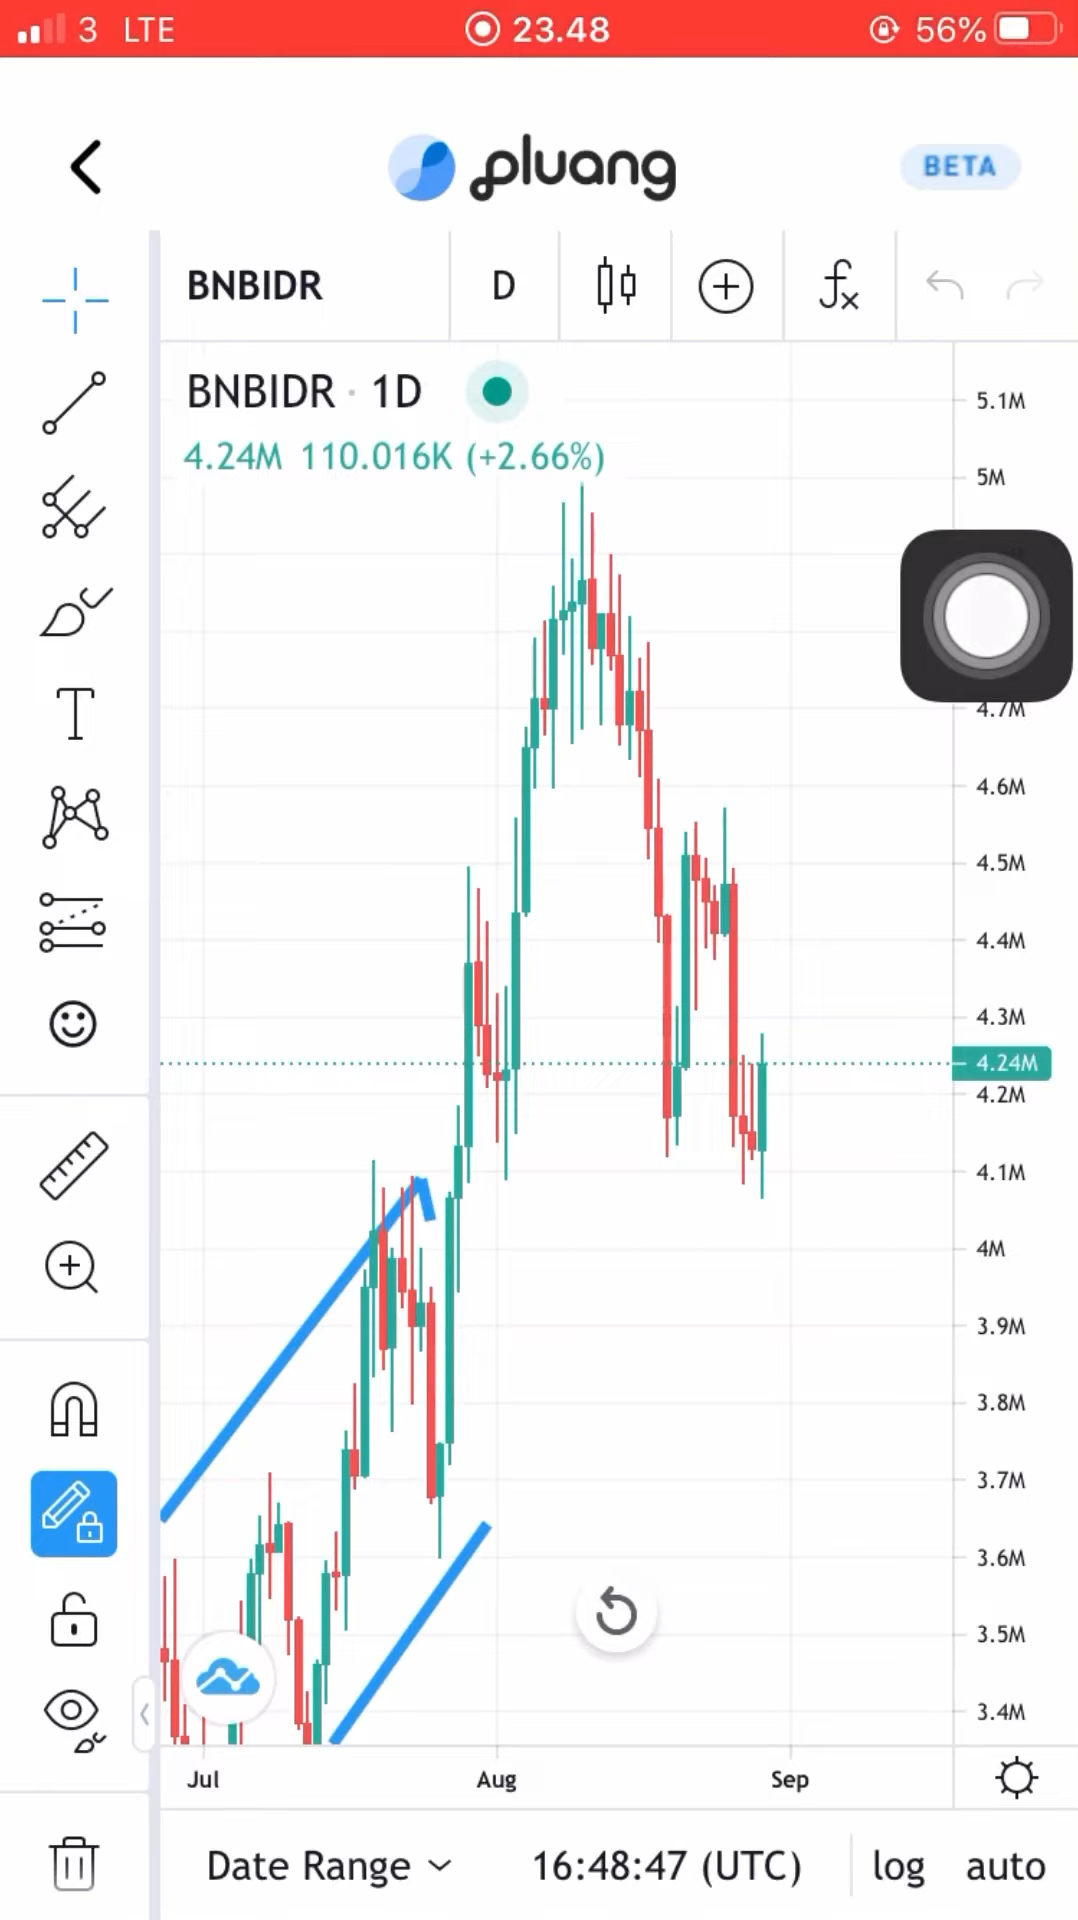 3 LTE 23.48 56%
pluang BETA
BNBIDR D fx
BNBIDR · 1D
4.24M 110.016K (+2.66%)
5.1M
5M
4.7M
4.6M
4.5M
4.4M
4.3M
4.24M
4.2M
4.1M
4M
3.9M
3.8M
3.7M
3.6M
3.5M
3.4M
Jul Aug Sep
Date Range 16:48:47 (UTC) log auto